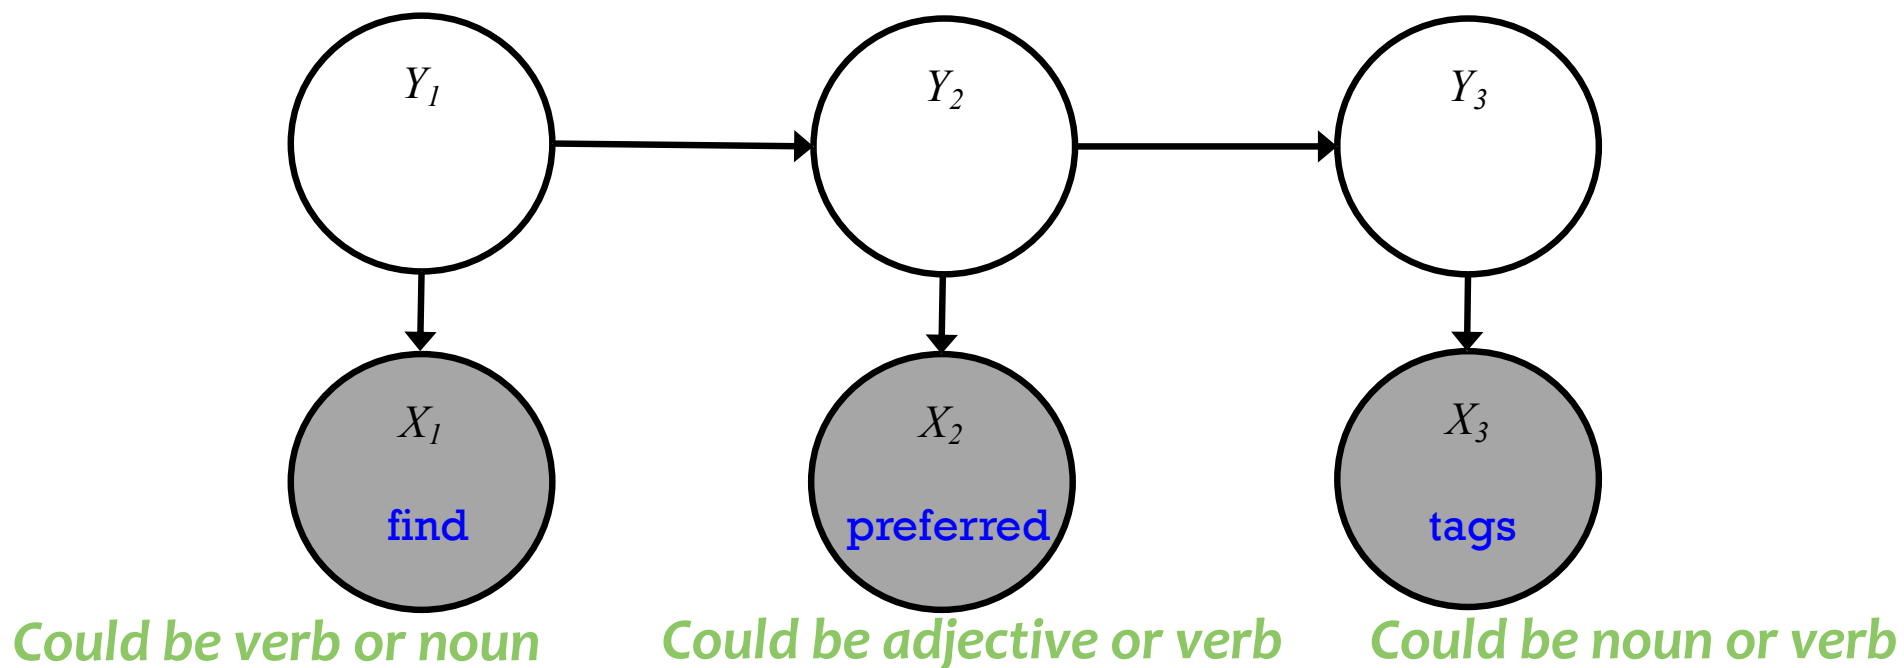 Y1 Y2 Y3
X1 X2 X3
find preferred tags
Could be verb or noun Could be adjective or verb Could be noun or verb